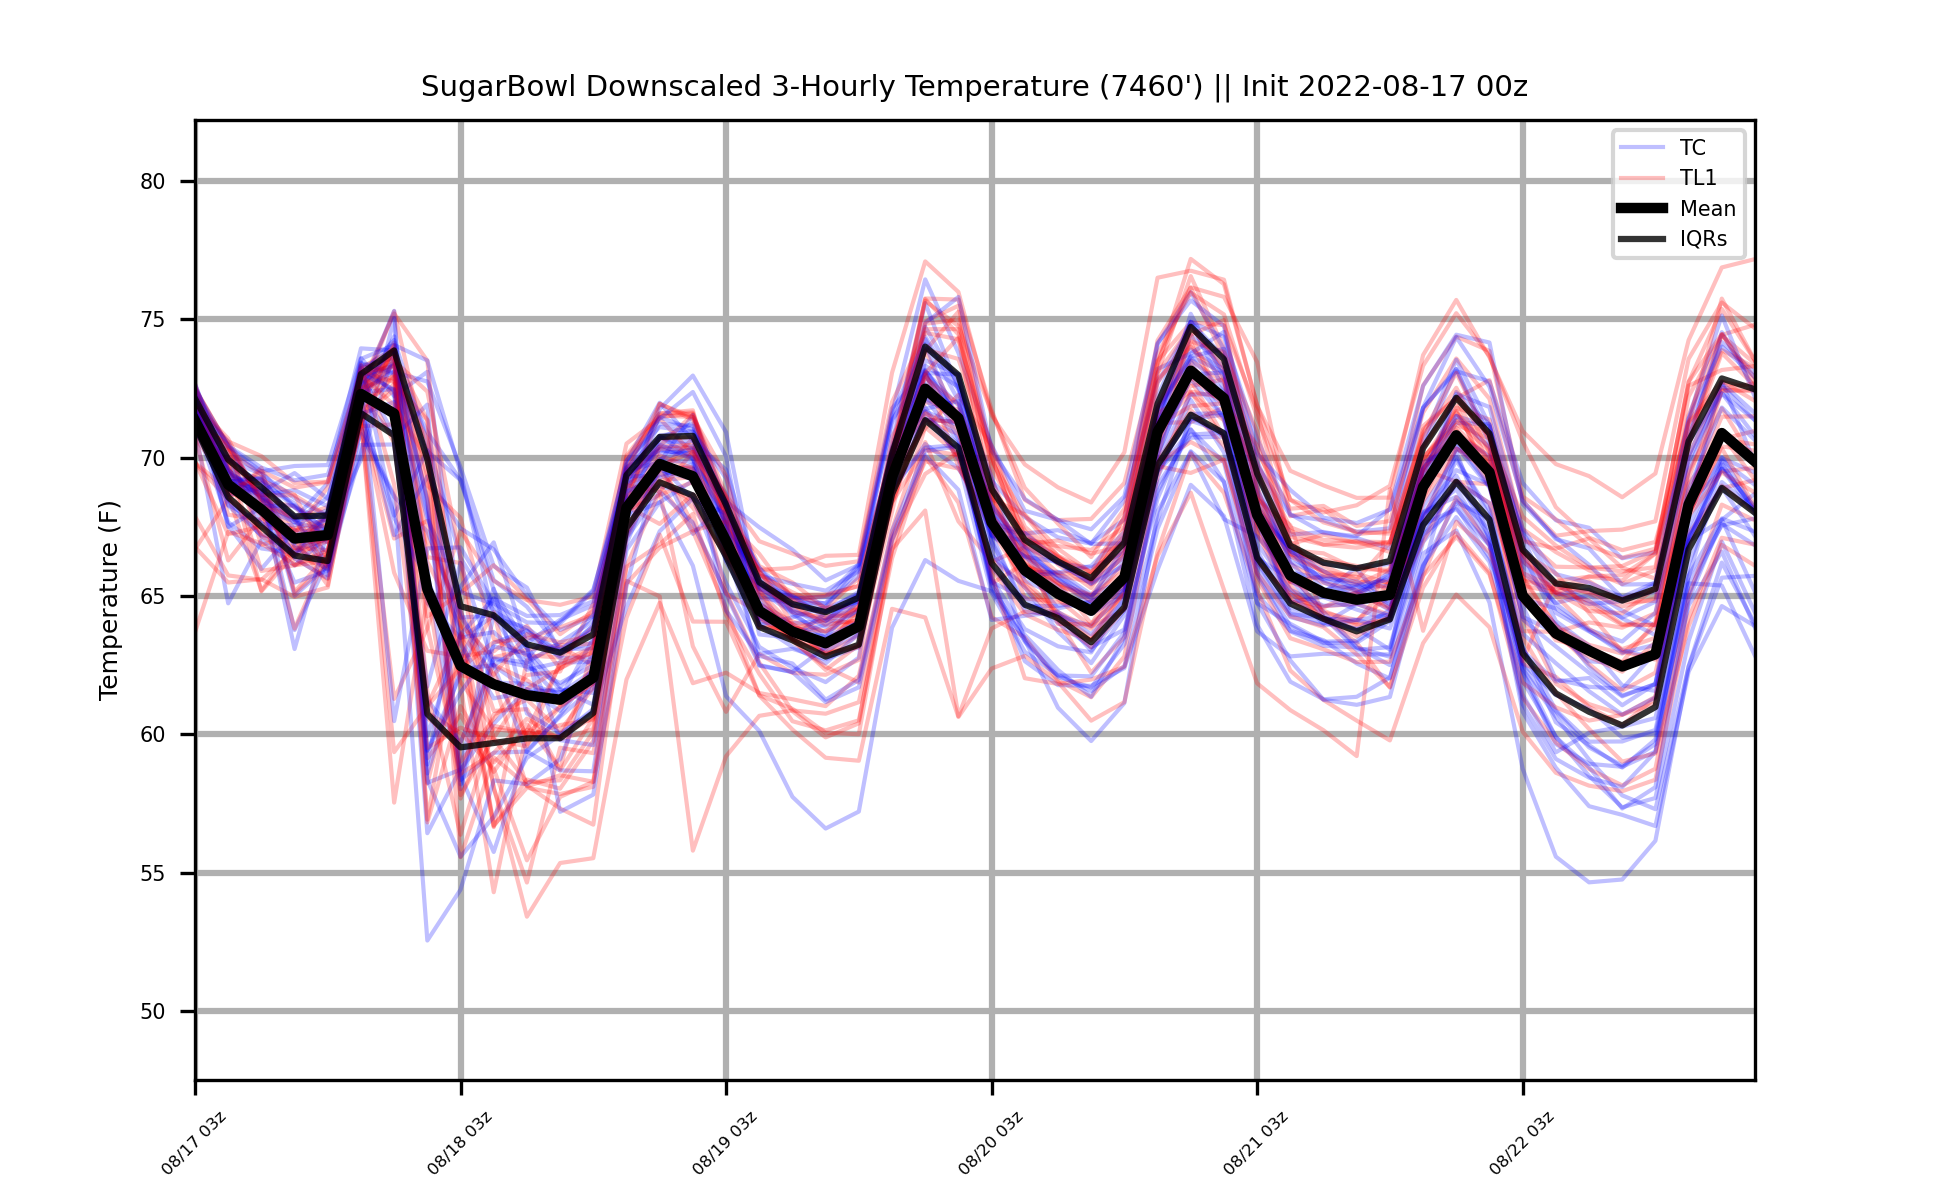 SugarBowl Downscaled 3-Hourly Temperature (7460') || Init 2022-08-17 00z
TC
TL1
Mean
IQRs
Temperature (F)
80
75
70
65
60
55
50
08/17 03z
08/18 03z
08/19 03z
08/20 03z
08/21 03z
08/22 03z